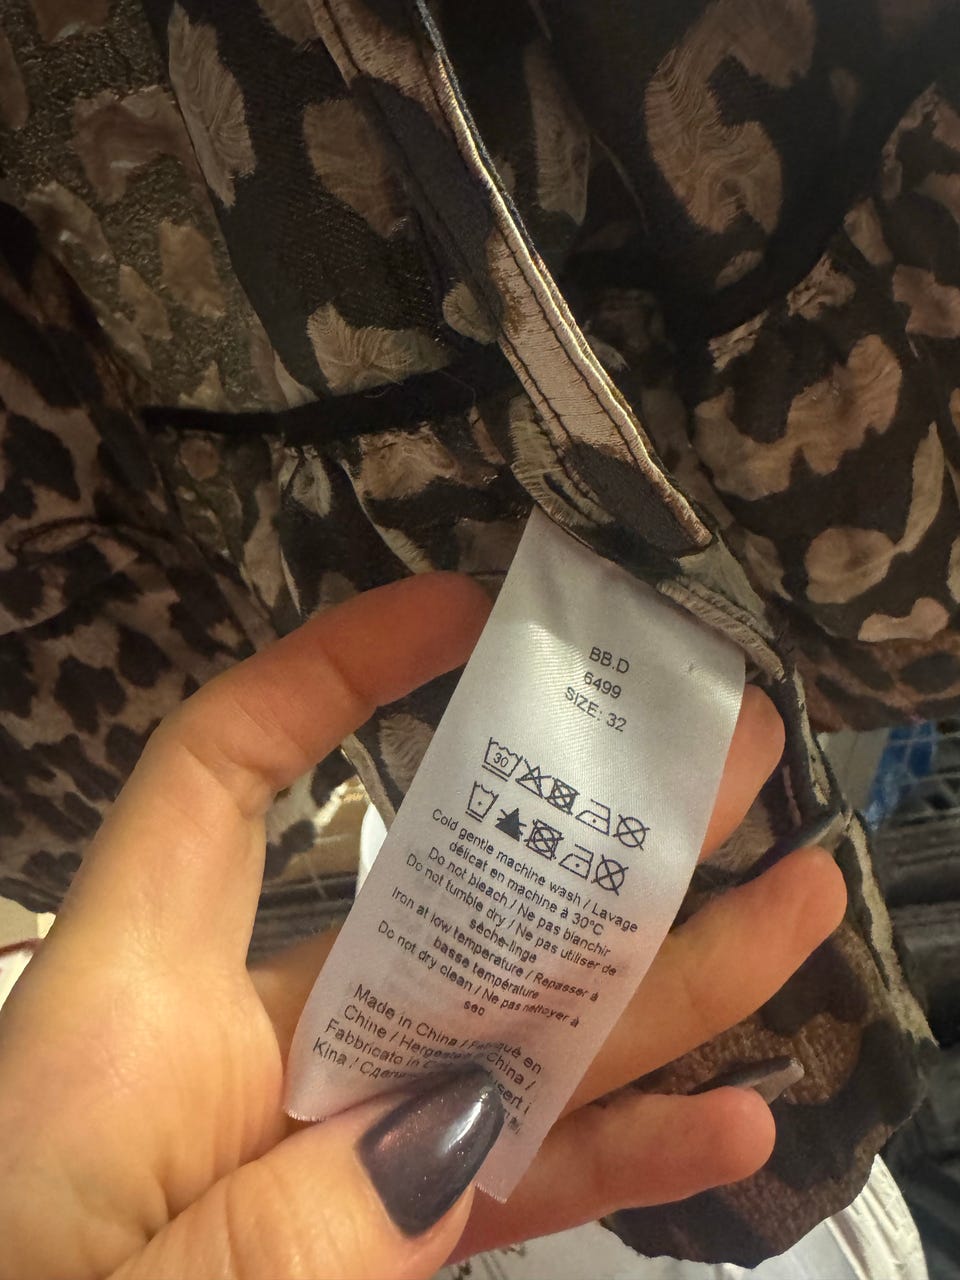 BB.D
6499
SIZE: 32
30
Cold gentle machine wash / Lavage
délicat en machine à 30°C
Do not bleach / Ne pas blanchir
Do not tumble dry / Ne pas utiliser de
sèche-linge
Iron at low temperature / Repasser à
basse température
Do not dry clean / Ne pas nettoyer à
sec
Made in China / en
Chine / China /
Fabbricato in
Kina /